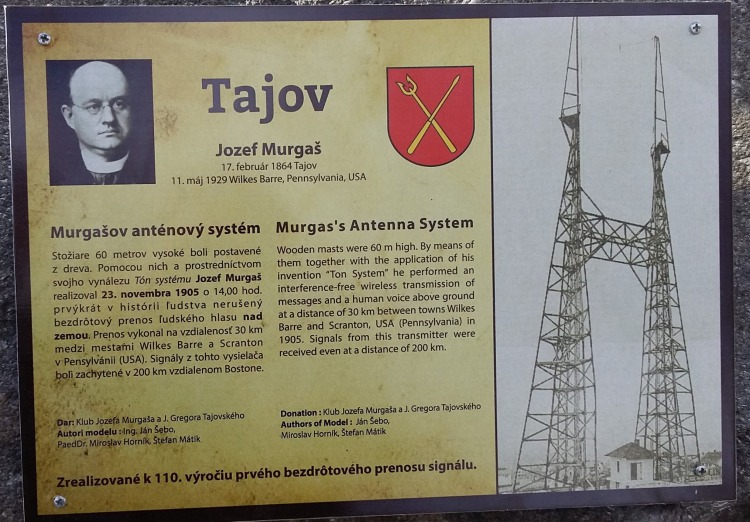 Tajov
Jozef Murgaš
17. február 1864 Tajov
11. máj 1929 Wilkes Barre, Pennsylvania, USA
Murgašov anténový systém
Stožiare 60 metrov vysoké boli postavené
z dreva. Pomocou nich a prostredníctvom
svojho vynálezu Tón systému Jozef Murgaš
realizoval 23. novembra 1905 o 14,00 hod.
prvýkrát v histórii ľudstva nerušený
bezdrôtový prenos ľudského hlasu nad
zemou. Prenos vykonal na vzdialenosť 30 km
medzi mestami Wilkes Barre a Scranton
v Pensylvánii (USA). Signály z tohto vysielača
boli zachytené v 200 km vzdialenom Bostone.
Murgas's Antenna System
Wooden masts were 60 m high. By means of
them together with the application of his
invention "Ton System" he performed an
interference-free wireless transmission of
messages and a human voice above ground
at a distance of 30 km between towns Wilkes
Barre and Scranton, USA (Pennsylvania) in
1905. Signals from this transmitter were
received even at a distance of 200 km.
Dar: Klub Jozefa Murgaša a J. Gregora Tajovského
Autori modelu : Ing. Ján Šebo,
PaedDr. Miroslav Horník, Štefan Mátik
Donation : Klub Jozefa Murgaša a J. Gregora Tajovského
Authors of Model : Ján Šebo,
Miroslav Horník, Štefan Mátik
Zrealizované k 110. výročiu prvého bezdrôtového prenosu signálu.